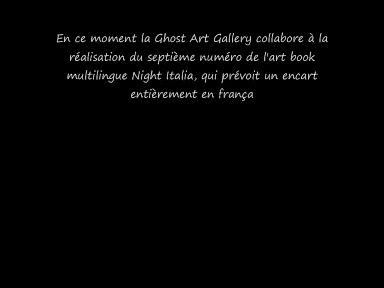 En ce moment la Ghost Art Gallery collabore à la
réalisation du septième numéro de l'art book
multilingue Night Italia, qui prévoit un encart
entièrement en frança